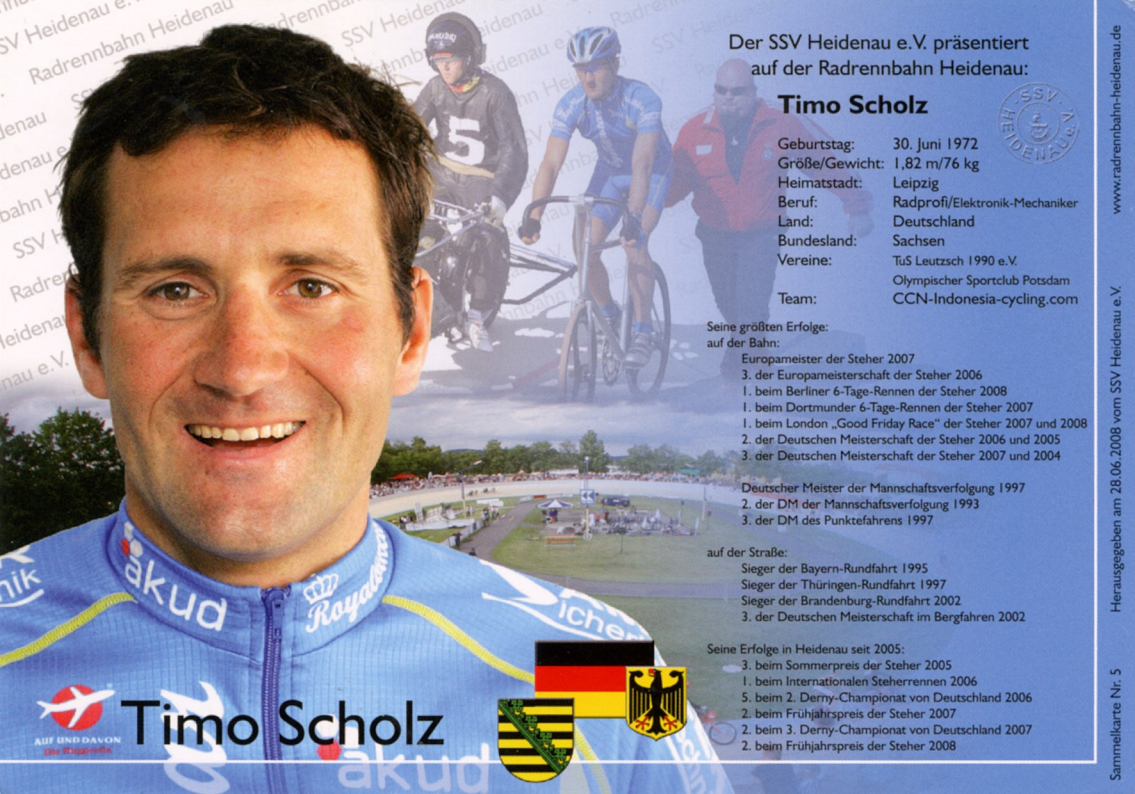 SSV Heidenau e.V.
Radrennbahn Heidenau
Der SSV Heidenau e.V. präsentiert
auf der Radrennbahn Heidenau:
Timo Scholz
SSV HEIDENAU e.V.
Geburtstag: 30. Juni 1972
Größe/Gewicht: 1,82 m/76 kg
Heimatstadt: Leipzig
Beruf: Radprofi/Elektronik-Mechaniker
Land: Deutschland
Bundesland: Sachsen
Vereine: TuS Leutzsch 1990 e.V.
Olympischer Sportclub Potsdam
Team: CCN-Indonesia-cycling.com
Seine größten Erfolge:
auf der Bahn:
Europameister der Steher 2007
3. der Europameisterschaft der Steher 2006
1. beim Berliner 6-Tage-Rennen der Steher 2008
1. beim Dortmunder 6-Tage-Rennen der Steher 2007
1. beim London „Good Friday Race“ der Steher 2007 und 2008
2. der Deutschen Meisterschaft der Steher 2006 und 2005
3. der Deutschen Meisterschaft der Steher 2007 und 2004
Deutscher Meister der Mannschaftsverfolgung 1997
2. der DM der Mannschaftsverfolgung 1993
3. der DM des Punktefahrens 1997
auf der Straße:
Sieger der Bayern-Rundfahrt 1995
Sieger der Thüringen-Rundfahrt 1997
Sieger der Brandenburg-Rundfahrt 2002
3. der Deutschen Meisterschaft im Bergfahren 2002
Seine Erfolge in Heidenau seit 2005:
3. beim Sommerpreis der Steher 2005
1. beim Internationalen Steherrennen 2006
5. beim 2. Derny-Championat von Deutschland 2006
2. beim Frühjahrspreis der Steher 2007
2. beim 3. Derny-Championat von Deutschland 2007
2. beim Frühjahrspreis der Steher 2008
www.radrennbahn-heidenau.de
Herausgegeben am 28.06.2008 vom SSV Heidenau e.V.
Sammelkarte Nr. 5
5
akud
AUF UND DAVON
Timo Scholz
akud